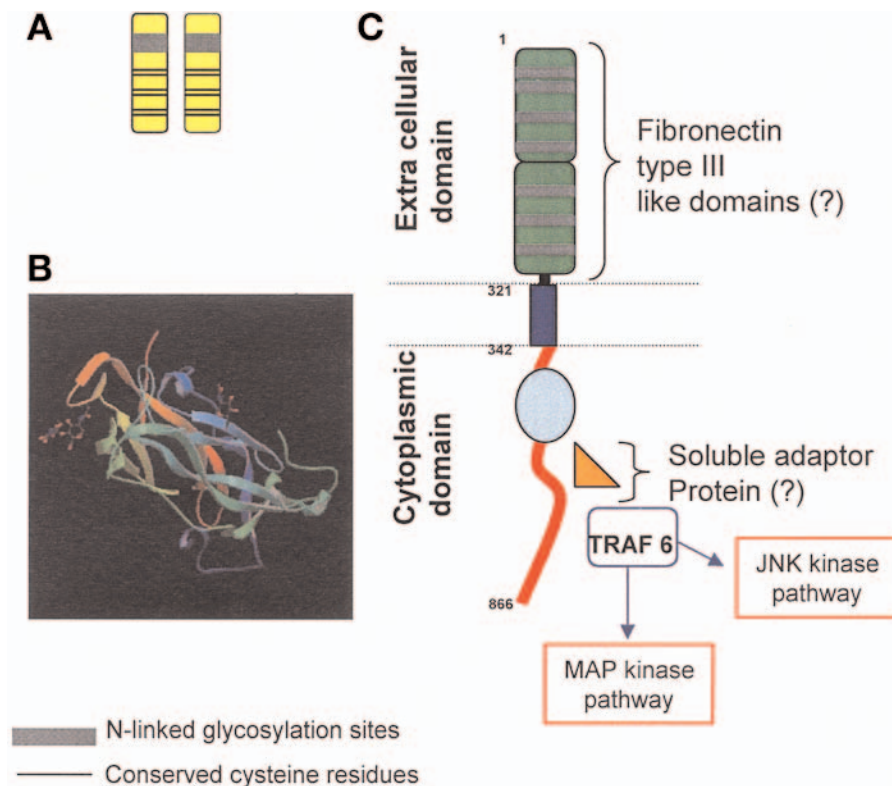 A
C
1
Extra cellular
domain
Fibronectin
type III
like domains (?)
B
321
342
Cytoplasmic
domain
Soluble adaptor
Protein (?)
TRAF 6
JNK kinase
pathway
866
MAP kinase
pathway
N-linked glycosylation sites
Conserved cysteine residues